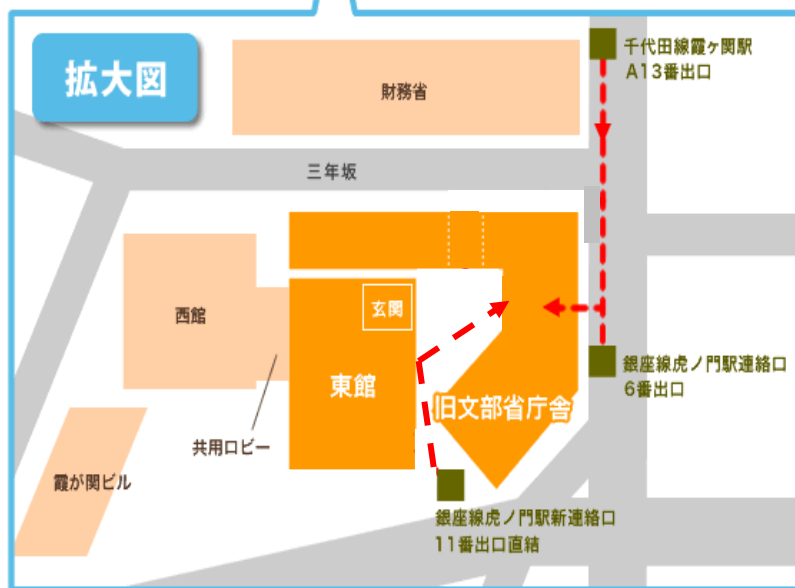 拡大図
千代田線霞ヶ関駅
A13番出口
財務省
三年坂
西館
玄関
東館
旧文部省庁舎
銀座線虎ノ門駅連絡口
6番出口
共用ロビー
霞が関ビル
銀座線虎ノ門駅新連絡口
11番出口直結